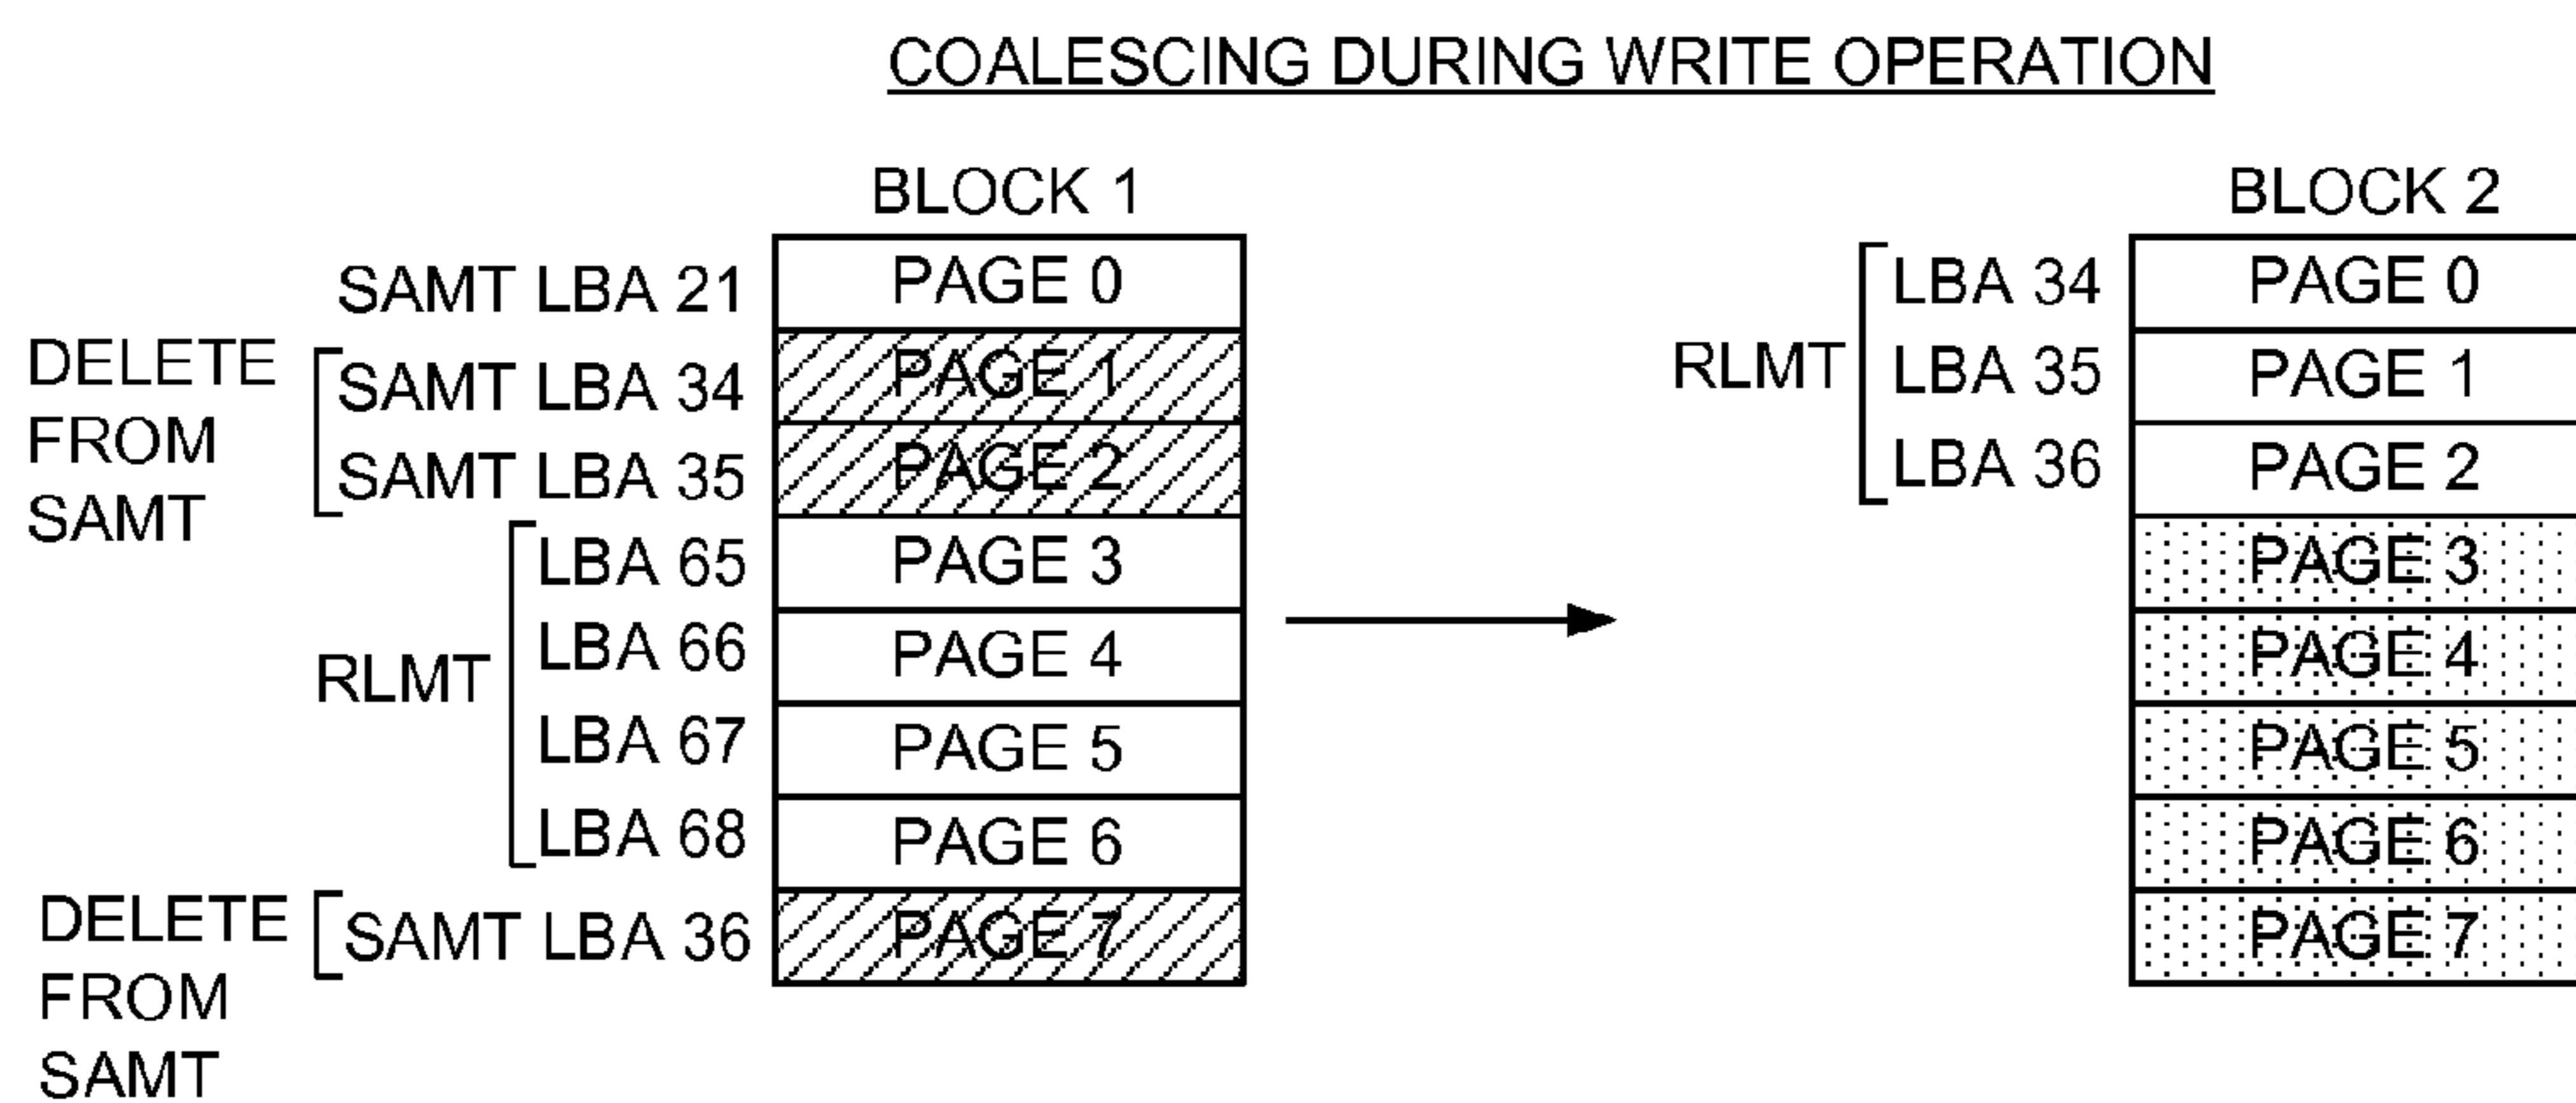 COALESCING DURING WRITE OPERATION
BLOCK 1
SAMT LBA 21
PAGE 0
DELETE
FROM
SAMT
SAMT LBA 34
PAGE 1
SAMT LBA 35
PAGE 2
RLMT
LBA 65
PAGE 3
LBA 66
PAGE 4
LBA 67
PAGE 5
LBA 68
PAGE 6
DELETE
FROM
SAMT
SAMT LBA 36
PAGE 7
BLOCK 2
RLMT
LBA 34
PAGE 0
LBA 35
PAGE 1
LBA 36
PAGE 2
PAGE 3
PAGE 4
PAGE 5
PAGE 6
PAGE 7